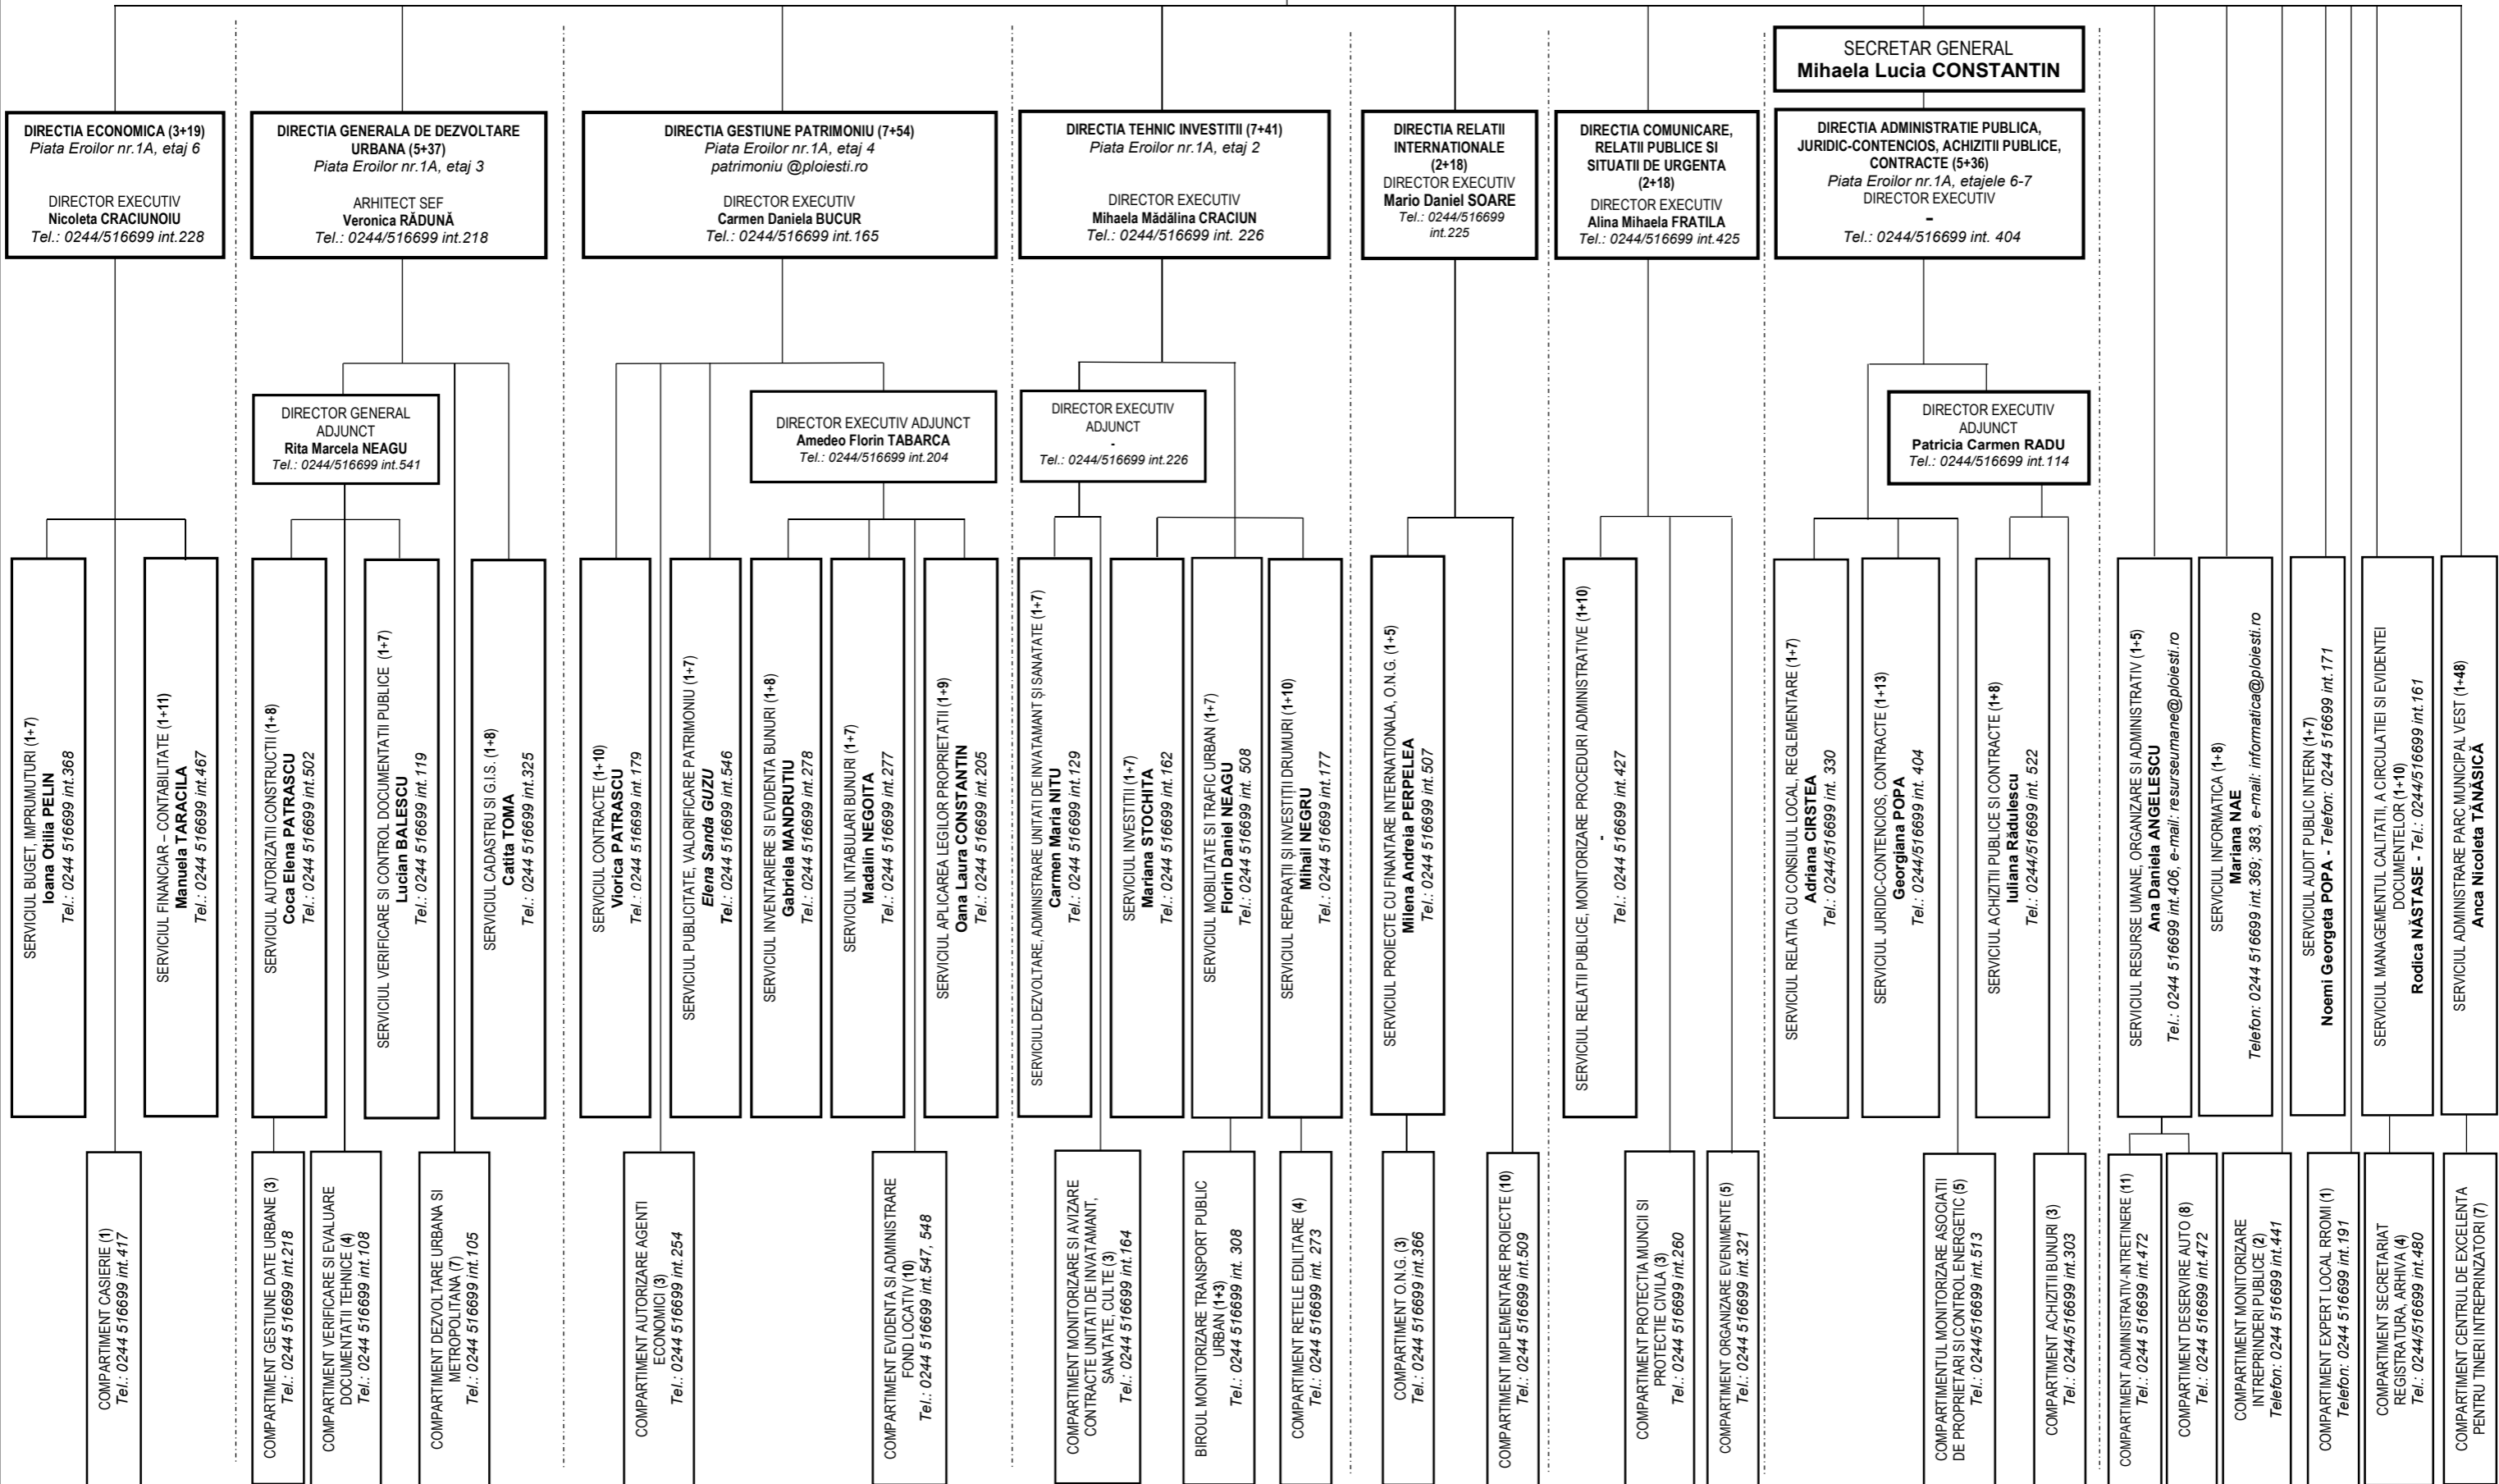 SECRETAR GENERAL
Mihaela Lucia CONSTANTIN
DIRECTIA ECONOMICA (3+19)
Piata Eroilor nr.1A, etaj 6
DIRECTOR EXECUTIV
Nicoleta CRACIUNOIU
Tel.: 0244/516699 int.228
DIRECTIA GENERALA DE DEZVOLTARE
URBANA (5+37)
Piata Eroilor nr.1A, etaj 3
ARHITECT SEF
Veronica RĂDUNĂ
Tel.: 0244/516699 int.218
DIRECTIA GESTIUNE PATRIMONIU (7+54)
Piata Eroilor nr.1A, etaj 4
patrimoniu @ploiesti.ro
DIRECTOR EXECUTIV
Carmen Daniela BUCUR
Tel.: 0244/516699 int.165
DIRECTIA TEHNIC INVESTITII (7+41)
Piata Eroilor nr.1A, etaj 2
DIRECTOR EXECUTIV
Mihaela Mădălina CRACIUN
Tel.: 0244/516699 int. 226
DIRECTIA RELATII
INTERNATIONALE
(2+18)
DIRECTOR EXECUTIV
Mario Daniel SOARE
Tel.: 0244/516699
int.225
DIRECTIA COMUNICARE,
RELATII PUBLICE SI
SITUATII DE URGENTA
(2+18)
DIRECTOR EXECUTIV
Alina Mihaela FRATILA
Tel.: 0244/516699 int.425
DIRECTIA ADMINISTRATIE PUBLICA,
JURIDIC-CONTENCIOS, ACHIZITII PUBLICE,
CONTRACTE (5+36)
Piata Eroilor nr.1A, etajele 6-7
DIRECTOR EXECUTIV
-
Tel.: 0244/516699 int. 404
DIRECTOR GENERAL
ADJUNCT
Rita Marcela NEAGU
Tel.: 0244/516699 int.541
DIRECTOR EXECUTIV ADJUNCT
Amedeo Florin TABARCA
Tel.: 0244/516699 int.204
DIRECTOR EXECUTIV
ADJUNCT
-
Tel.: 0244/516699 int.226
DIRECTOR EXECUTIV
ADJUNCT
Patricia Carmen RADU
Tel.: 0244/516699 int.114
SERVICIUL BUGET, IMPRUMUTURI (1+7)
Ioana Otilia PELIN
Tel.: 0244 516699 int.368
SERVICIUL FINANCIAR – CONTABILITATE (1+11)
Manuela TARACILA
Tel.: 0244 516699 int.467
SERVICIUL AUTORIZATII CONSTRUCTII (1+8)
Coca Elena PATRASCU
Tel.: 0244 516699 int.502
SERVICIUL VERIFICARE SI CONTROL DOCUMENTATII PUBLICE (1+7)
Lucian BALESCU
Tel.: 0244 516699 int.119
SERVICIUL CADASTRU SI G.I.S. (1+8)
Catita TOMA
Tel.: 0244 516699 int.325
SERVICIUL CONTRACTE (1+10)
Viorica PATRASCU
Tel.: 0244 516699 int.179
SERVICIUL PUBLICITATE, VALORIFICARE PATRIMONIU (1+7)
Elena Sanda GUZU
Tel.: 0244 516699 int.546
SERVICIUL INVENTARIERE SI EVIDENTA BUNURI (1+8)
Gabriela MANDRUTIU
Tel.: 0244 516699 int.278
SERVICIUL INTABULARI BUNURI (1+7)
Madalin NEGOITA
Tel.: 0244 516699 int.277
SERVICIUL APLICAREA LEGILOR PROPRIETATII (1+9)
Oana Laura CONSTANTIN
Tel.: 0244 516699 int.205
SERVICIUL DEZVOLTARE, ADMINISTRARE UNITATI DE INVATAMANT ȘI SANATATE (1+7)
Carmen Maria NITU
Tel.: 0244 516699 int.129
SERVICIUL INVESTITII (1+7)
Mariana STOCHITA
Tel.: 0244 516699 int.162
SERVICIUL MOBILITATE SI TRAFIC URBAN (1+7)
Florin Daniel NEAGU
Tel.: 0244 516699 int. 508
SERVICIUL REPARAȚII ȘI INVESTIȚII DRUMURI (1+10)
Mihail NEGRU
Tel.: 0244 516699 int.177
SERVICIUL PROIECTE CU FINANTARE INTERNATIONALA, O.N.G. (1+5)
Milena Andreia PERPELEA
Tel.: 0244 516699 int.507
SERVICIUL RELATII PUBLICE, MONITORIZARE PROCEDURI ADMINISTRATIVE (1+10)
-
Tel.: 0244 516699 int.427
SERVICIUL RELATIA CU CONSILIUL LOCAL, REGLEMENTARE (1+7)
Adriana CIRSTEA
Tel.: 0244/516699 int. 330
SERVICIUL JURIDIC-CONTENCIOS, CONTRACTE (1+13)
Georgiana POPA
Tel.: 0244/516699 int. 404
SERVICIUL ACHIZITII PUBLICE SI CONTRACTE (1+8)
Iuliana Rădulescu
Tel.: 0244/516699 int. 522
SERVICIUL RESURSE UMANE, ORGANIZARE SI ADMINISTRATIV (1+5)
Ana Daniela ANGELESCU
Tel.: 0244 516699 int.406, e-mail: resurseumane@ploiesti.ro
SERVICIUL INFORMATICA (1+8)
Mariana NAE
Telefon: 0244 516699 int.369; 383, e-mail: informatica@ploiesti.ro
SERVICIUL AUDIT PUBLIC INTERN (1+7)
Noemi Georgeta POPA - Telefon: 0244 516699 int.171
SERVICIUL MANAGEMENTUL CALITATII, A CIRCULATIEI SI EVIDENTEI
DOCUMENTELOR (1+10)
Rodica NĂSTASE - Tel.: 0244/516699 int.161
SERVICIUL ADMINISTRARE PARC MUNICIPAL VEST (1+48)
Anca Nicoleta TĂNĂSICĂ
COMPARTIMENT CASIERIE (1)
Tel.: 0244 516699 int.417
COMPARTIMENT GESTIUNE DATE URBANE (3)
Tel.: 0244 516699 int.218
COMPARTIMENT VERIFICARE SI EVALUARE
DOCUMENTATII TEHNICE (4)
Tel.: 0244 516699 int.108
COMPARTIMENT DEZVOLTARE URBANA SI
METROPOLITANA (7)
Tel.: 0244 516699 int.105
COMPARTIMENT AUTORIZARE AGENTI
ECONOMICI (3)
Tel.: 0244 516699 int.254
COMPARTIMENT EVIDENTA SI ADMINISTRARE
FOND LOCATIV (10)
Tel.: 0244 516699 int.547, 548
COMPARTIMENT MONITORIZARE SI AVIZARE
CONTRACTE UNITATI DE INVATAMANT,
SANATATE, CULTE (3)
Tel.: 0244 516699 int.164
BIROUL MONITORIZARE TRANSPORT PUBLIC
URBAN (1+3)
Tel.: 0244 516699 int. 308
COMPARTIMENT RETELE EDILITARE (4)
Tel.: 0244 516699 int. 273
COMPARTIMENT O.N.G. (3)
Tel.: 0244 516699 int.366
COMPARTIMENT IMPLEMENTARE PROIECTE (10)
Tel.: 0244 516699 int.509
COMPARTIMENT PROTECTIA MUNCII SI
PROTECTIE CIVILA (3)
Tel.: 0244 516699 int.260
COMPARTIMENT ORGANIZARE EVENIMENTE (5)
Tel.: 0244 516699 int.321
COMPARTIMENTUL MONITORIZARE ASOCIATII
DE PROPRIETARI SI CONTROL ENERGETIC (5)
Tel.: 0244/516699 int.513
COMPARTIMENT ACHIZITII BUNURI (3)
Tel.: 0244/516699 int.303
COMPARTIMENT ADMINISTRATIV-INTRETINERE (11)
Tel.: 0244 516699 int.472
COMPARTIMENT DESERVIRE AUTO (8)
Tel.: 0244 516699 int.472
COMPARTIMENT MONITORIZARE
INTREPRINDERI PUBLICE (2)
Telefon: 0244 516699 int.441
COMPARTIMENT EXPERT LOCAL RROMI (1)
Telefon: 0244 516699 int.191
COMPARTIMENT SECRETARIAT
REGISTRATURA, ARHIVA (4)
Tel.: 0244/516699 int.480
COMPARTIMENT CENTRUL DE EXCELENTA
PENTRU TINERI INTREPRINZATORI (7)